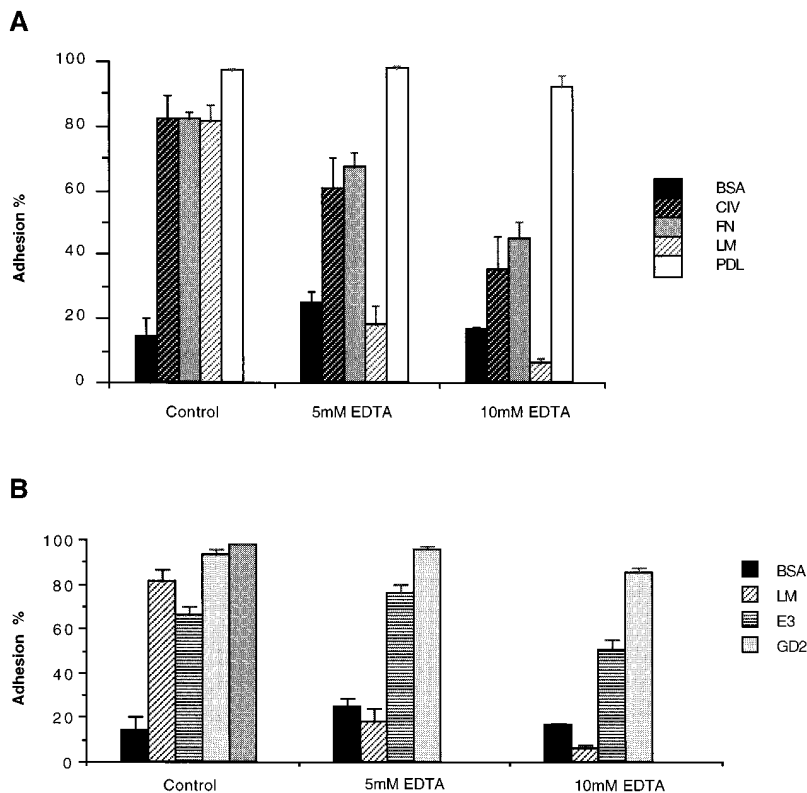 A
Adhesion %
100
80
60
40
20
0
Control
5mM EDTA
10mM EDTA
BSA
CIV
FN
LM
PDL
B
Adhesion %
100
80
60
40
20
0
Control
5mM EDTA
10mM EDTA
BSA
LM
E3
GD2